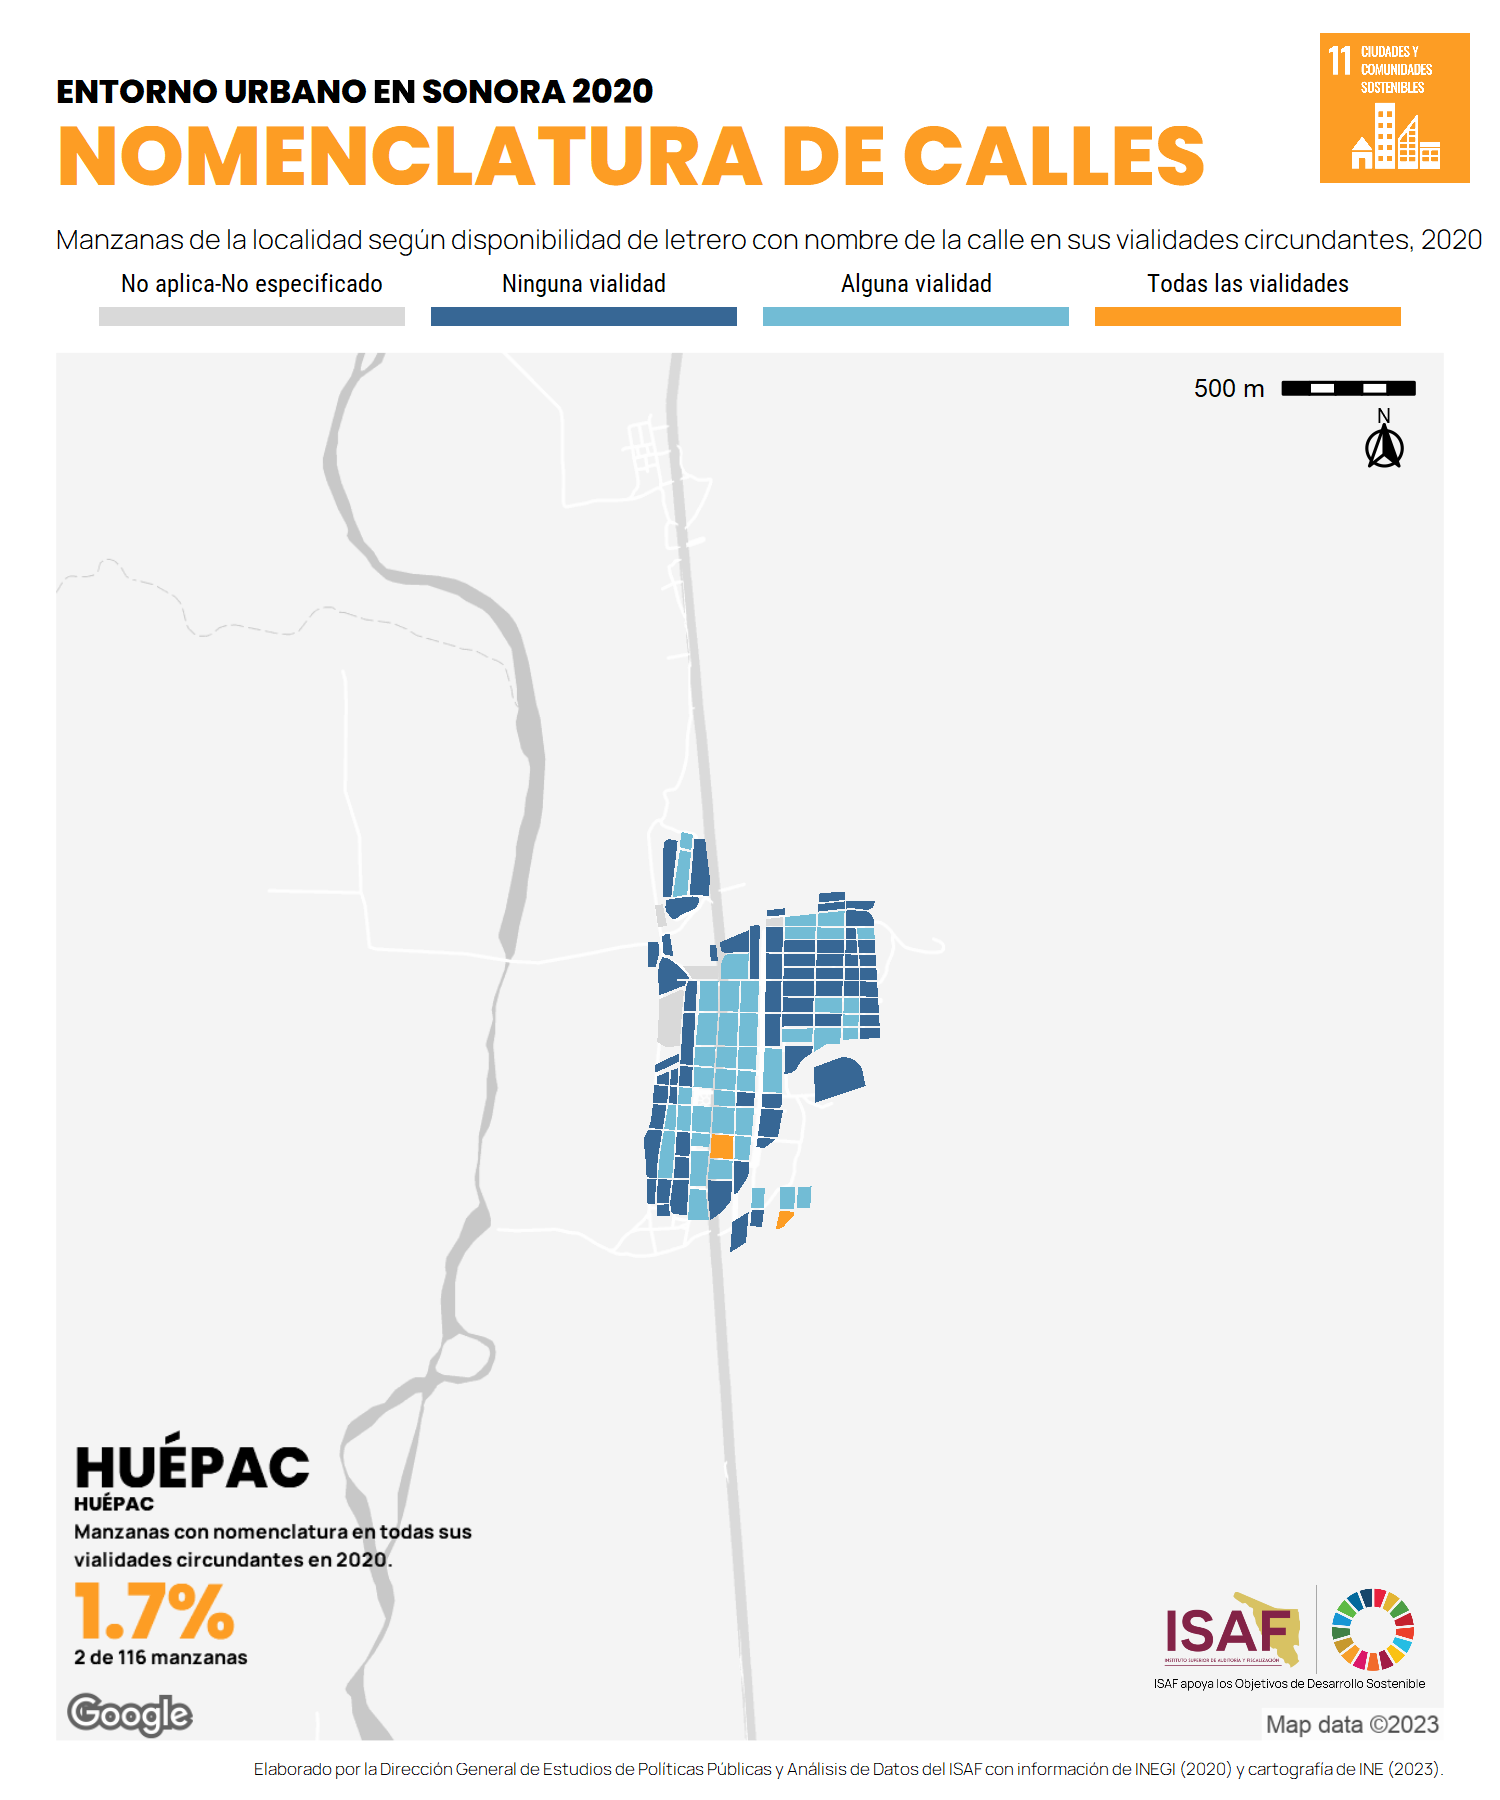 11 CIUDADES Y
COMUNIDADES
SOSTENIBLES
ENTORNO URBANO EN SONORA 2020
NOMENCLATURA DE CALLES
Manzanas de la localidad según disponibilidad de letrero con nombre de la calle en sus vialidades circundantes, 2020
No aplica-No especificado
Ninguna vialidad
Alguna vialidad
Todas las vialidades
500 m
N
HUÉPAC
HUÉPAC
Manzanas con nomenclatura en todas sus
vialidades circundantes en 2020.
1.7%
2 de 116 manzanas
Google
ISAF
INSTITUTO SUPERIOR DE AUDITORÍA Y FISCALIZACIÓN
ISAF apoya los Objetivos de Desarrollo Sostenible
Map data ©2023
Elaborado por la Dirección General de Estudios de Políticas Públicas y Análisis de Datos del ISAF con información de INEGI (2020) y cartografía de INE (2023).